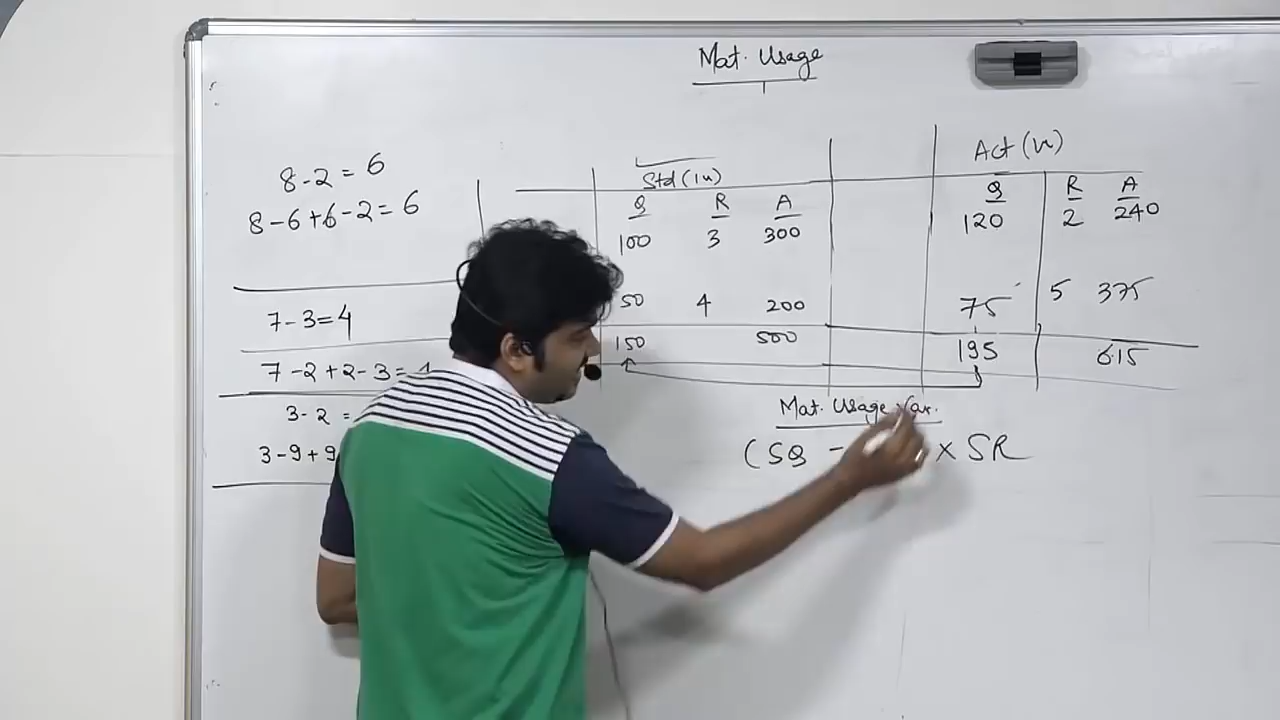 Mat. Usage
8-2 = 6
8-6+6-2= 6
7-3=4
7-2+2-3=
3-2 =
3-9+9
Std(1u) Act(u)
Q R A Q R A
100 3 300 120 2 240
50 4 200 75 5 375
150 500 195 615
Mat. Usage Var.
(SQ - × SR